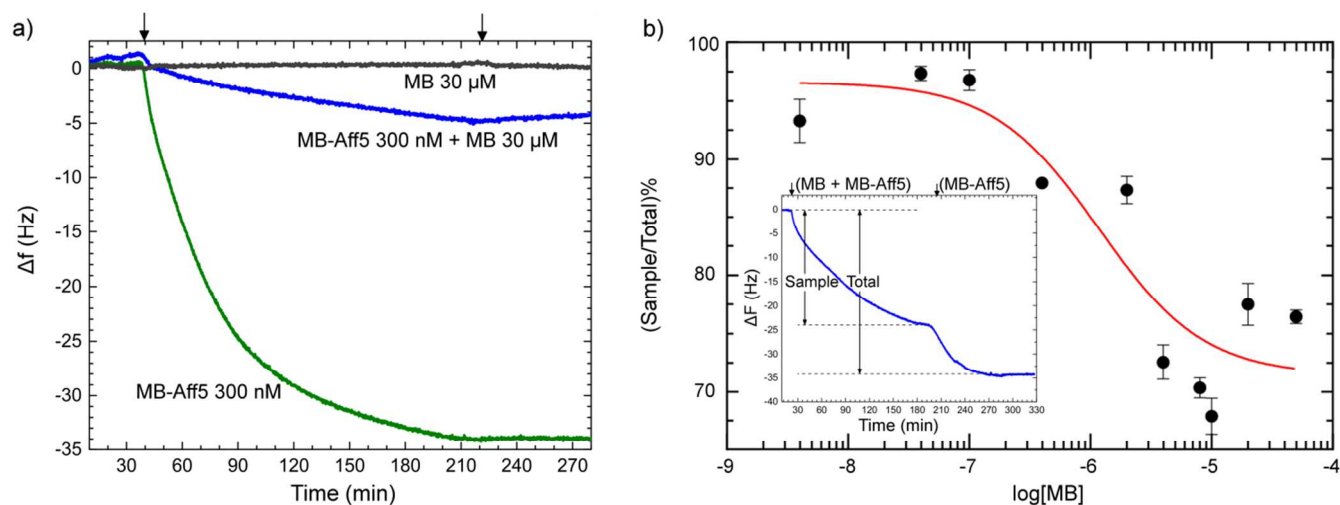 a)
Δf (Hz)
0
-5
-10
-15
-20
-25
-30
-35
MB 30 µM
MB-Aff5 300 nM + MB 30 µM
MB-Aff5 300 nM
30 60 90 120 150 180 210 240 270
Time (min)
b)
(Sample/Total)%
100
90
80
70
(MB + MB-Aff5) (MB-Aff5)
ΔF (Hz)
0
-5
-10
-15
-20
-25
-30
-35
-40
Sample Total
30 60 90 120 150 180 210 240 270 300 330
Time (min)
-9 -8 -7 -6 -5 -4
log[MB]